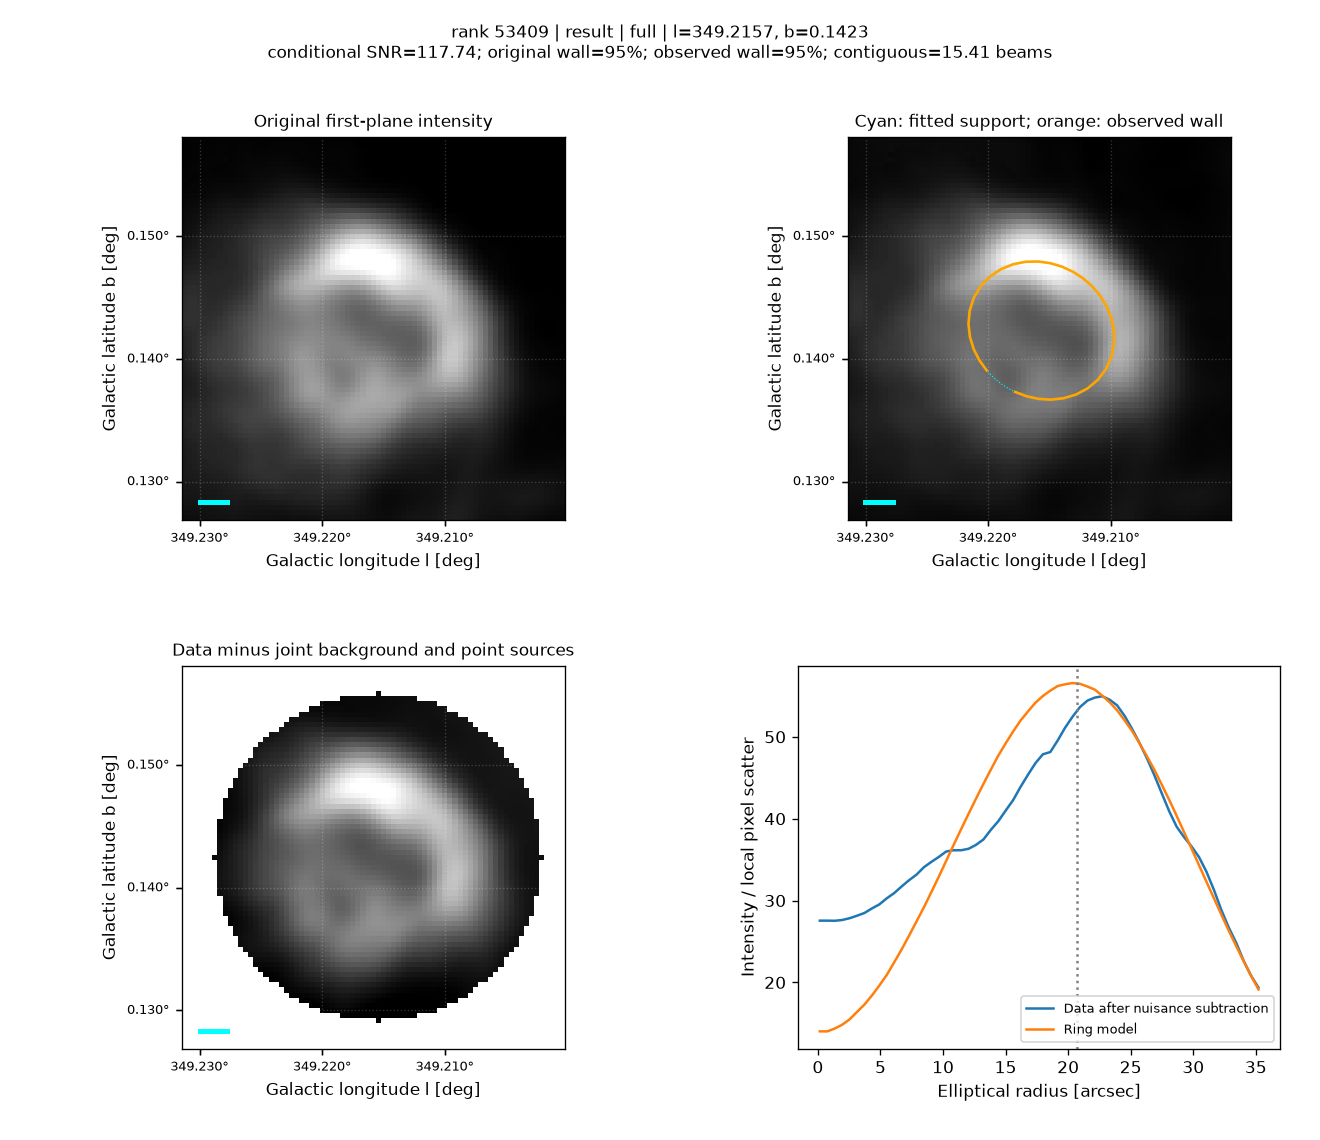 rank 53409 | result | full | l=349.2157, b=0.1423
conditional SNR=117.74; original wall=95%; observed wall=95%; contiguous=15.41 beams
Original first-plane intensity
Galactic latitude b [deg]
0.150°
0.140°
0.130°
349.230°
349.220°
349.210°
Galactic longitude l [deg]
Cyan: fitted support; orange: observed wall
Galactic latitude b [deg]
0.150°
0.140°
0.130°
349.230°
349.220°
349.210°
Galactic longitude l [deg]
Data minus joint background and point sources
Galactic latitude b [deg]
0.150°
0.140°
0.130°
349.230°
349.220°
349.210°
Galactic longitude l [deg]
Intensity / local pixel scatter
50
40
30
20
Data after nuisance subtraction
Ring model
0
5
10
15
20
25
30
35
Elliptical radius [arcsec]